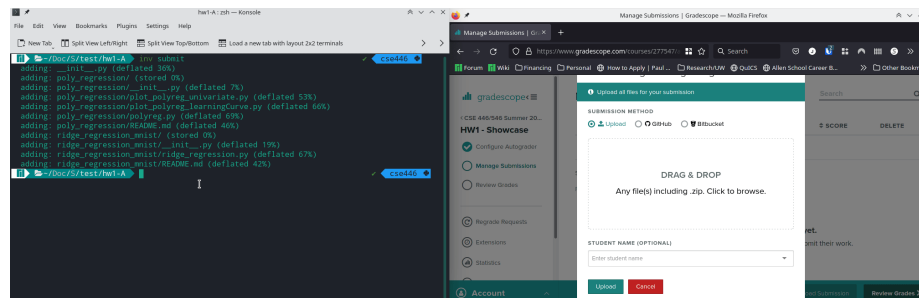 hw1-A : zsh — Konsole
File Edit View Bookmarks Plugins Settings Help
New Tab Split View Left/Right Split View Top/Bottom Load a new tab with layout 2x2 terminals
~/Doc/S/test/hw1-A inv submit ✓ cse446
adding: __init__.py (deflated 36%)
adding: poly_regression/ (stored 0%)
adding: poly_regression/__init__.py (deflated 7%)
adding: poly_regression/plot_polyreg_univariate.py (deflated 53%)
adding: poly_regression/plot_polyreg_learningCurve.py (deflated 66%)
adding: poly_regression/polyreg.py (deflated 69%)
adding: poly_regression/README.md (deflated 46%)
adding: ridge_regression_mnist/ (stored 0%)
adding: ridge_regression_mnist/__init__.py (deflated 19%)
adding: ridge_regression_mnist/ridge_regression.py (deflated 67%)
adding: ridge_regression_mnist/README.md (deflated 42%)
~/Doc/S/test/hw1-A ✓ cse446
Manage Submissions | Gradescope — Mozilla Firefox
Manage Submissions | Gr
https://www.gradescope.com/courses/277547/ Search
Forum Wiki Financing Personal How to Apply | Paul ... Research/UW QuICS Allen School Career B... Other Bookm
gradescope
CSE 446/546 Summer 20...
HW1 - Showcase
Configure Autograder
Manage Submissions
Review Grades
Regrade Requests
Extensions
Statistics
Account
Upload all files for your submission
SUBMISSION METHOD
Upload GitHub Bitbucket
DRAG & DROP
Any file(s) including .zip. Click to browse.
STUDENT NAME (OPTIONAL)
Enter student name
Upload Cancel
Search
SCORE DELETE
yet.
omit their work.
Review Grades